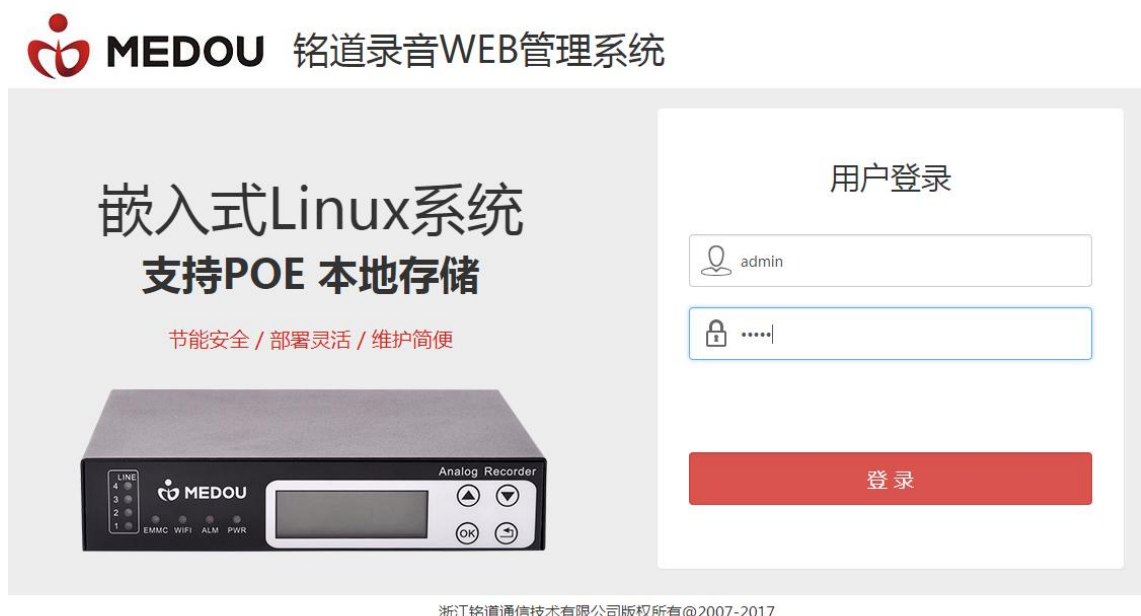 MEDOU 铭道录音WEB管理系统
嵌入式Linux系统
支持POE 本地存储
节能安全 / 部署灵活 / 维护简便
LINE
4
3
2
1
MEDOU
EMMC WIFI ALM PWR
Analog Recorder
OK
用户登录
admin
•••••
登 录
浙江铭道通信技术有限公司版权所有@2007-2017